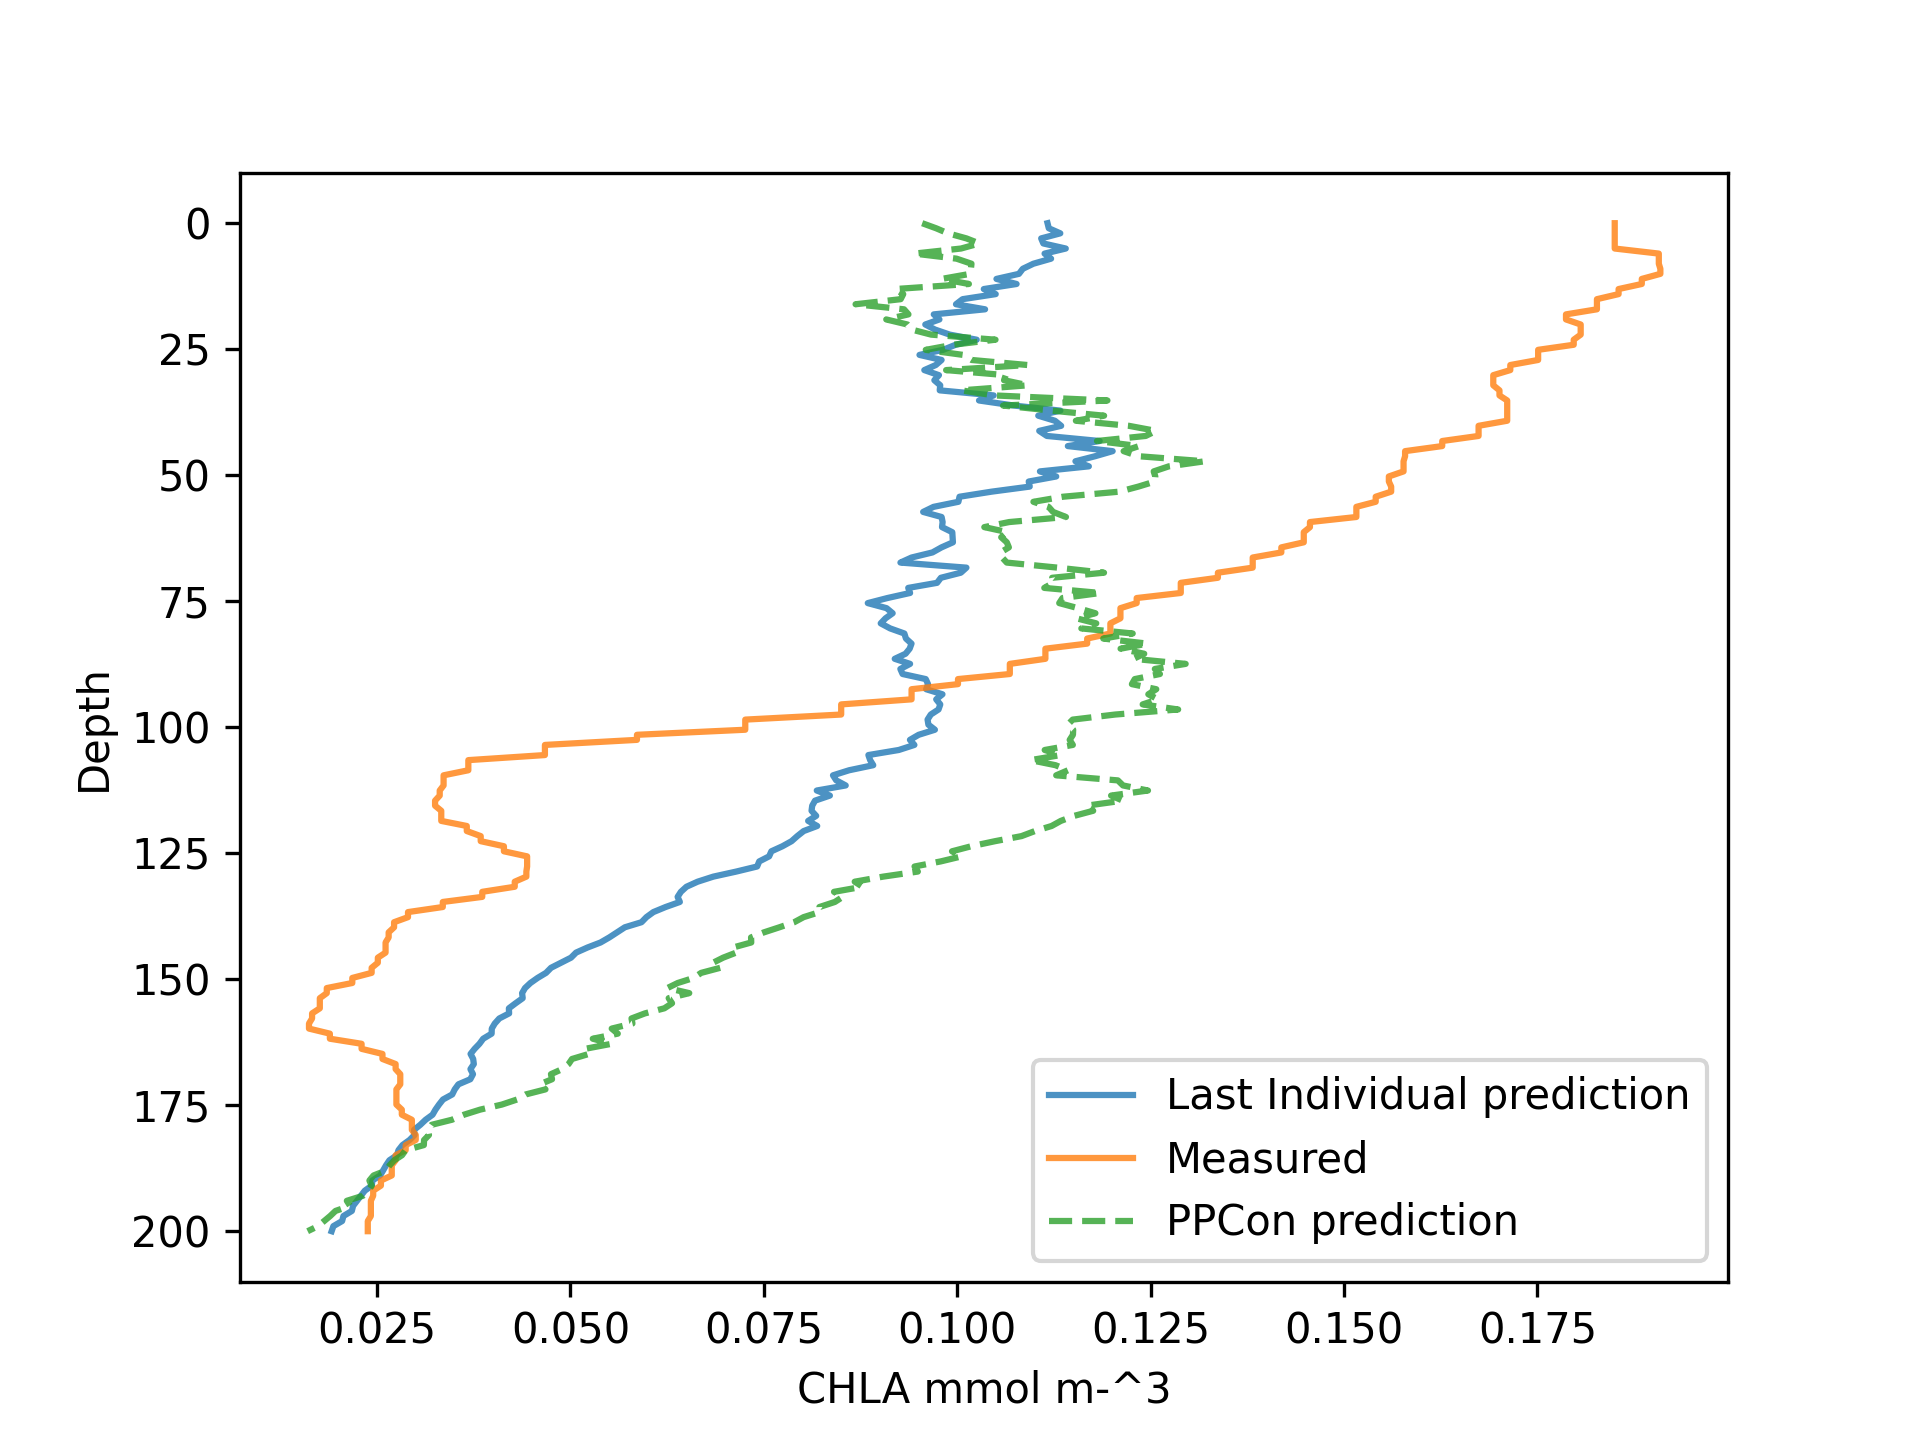 0
25
50
75
100
125
150
175
200
Depth
0.025 0.050 0.075 0.100 0.125 0.150 0.175
CHLA mmol m-^3
Last Individual prediction
Measured
PPCon prediction